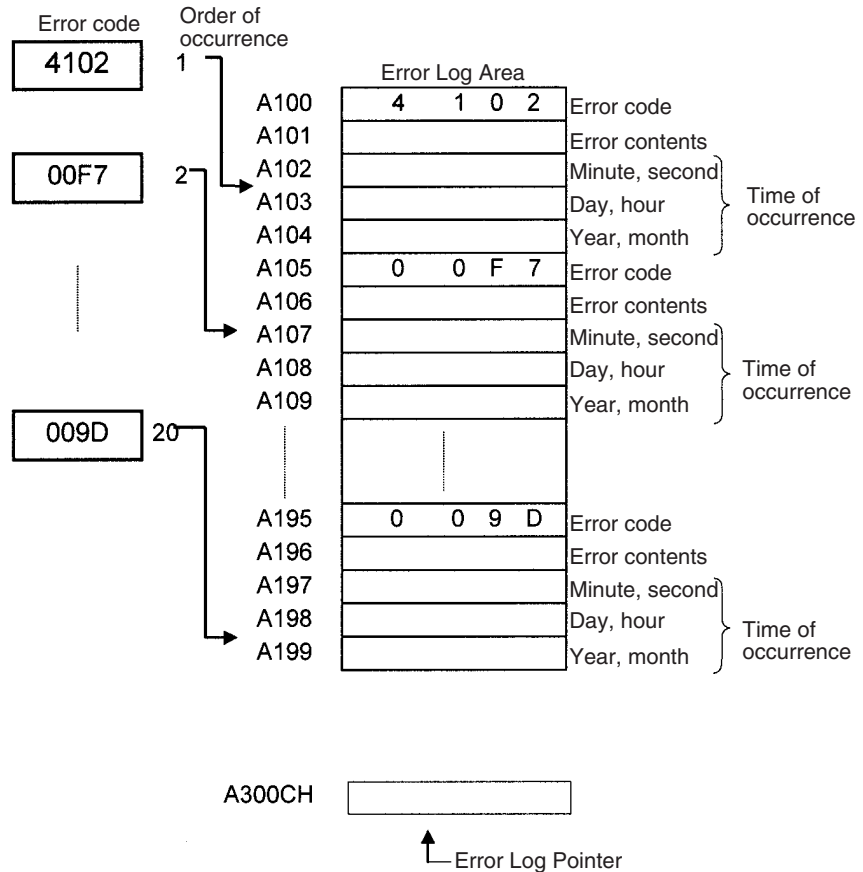 Error code
Order of
occurrence
4102
1
Error Log Area
A100 4 1 0 2 Error code
A101 Error contents
00F7
2
A102 Minute, second
A103 Day, hour
A104 Year, month
Time of
occurrence
A105 0 0 F 7 Error code
A106 Error contents
A107 Minute, second
A108 Day, hour
A109 Year, month
Time of
occurrence
009D
20
A195 0 0 9 D Error code
A196 Error contents
A197 Minute, second
A198 Day, hour
A199 Year, month
Time of
occurrence
A300CH
Error Log Pointer